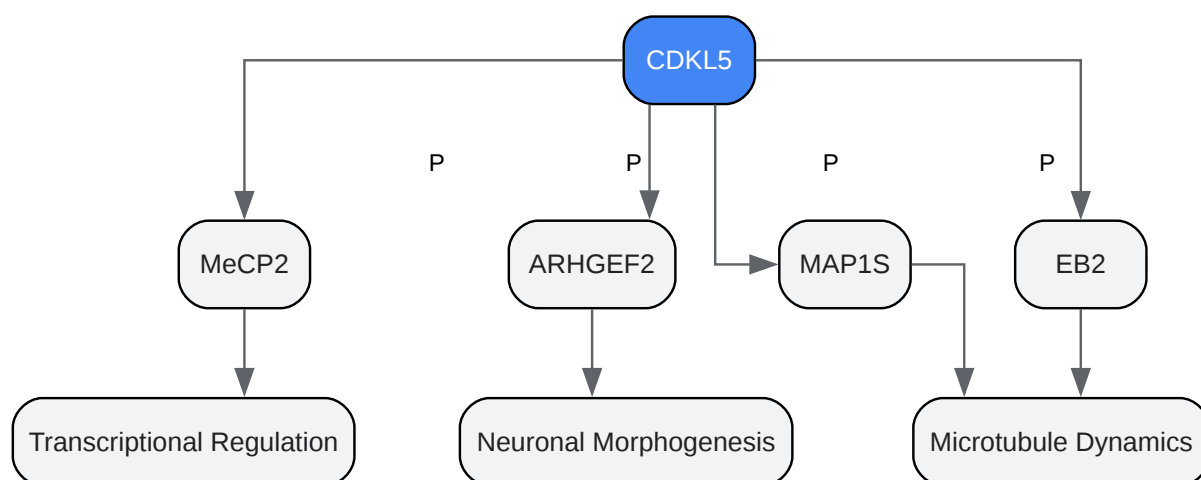 CDKL5
P
P
P
P
MeCP2
ARHGEF2
MAP1S
EB2
Transcriptional Regulation
Neuronal Morphogenesis
Microtubule Dynamics